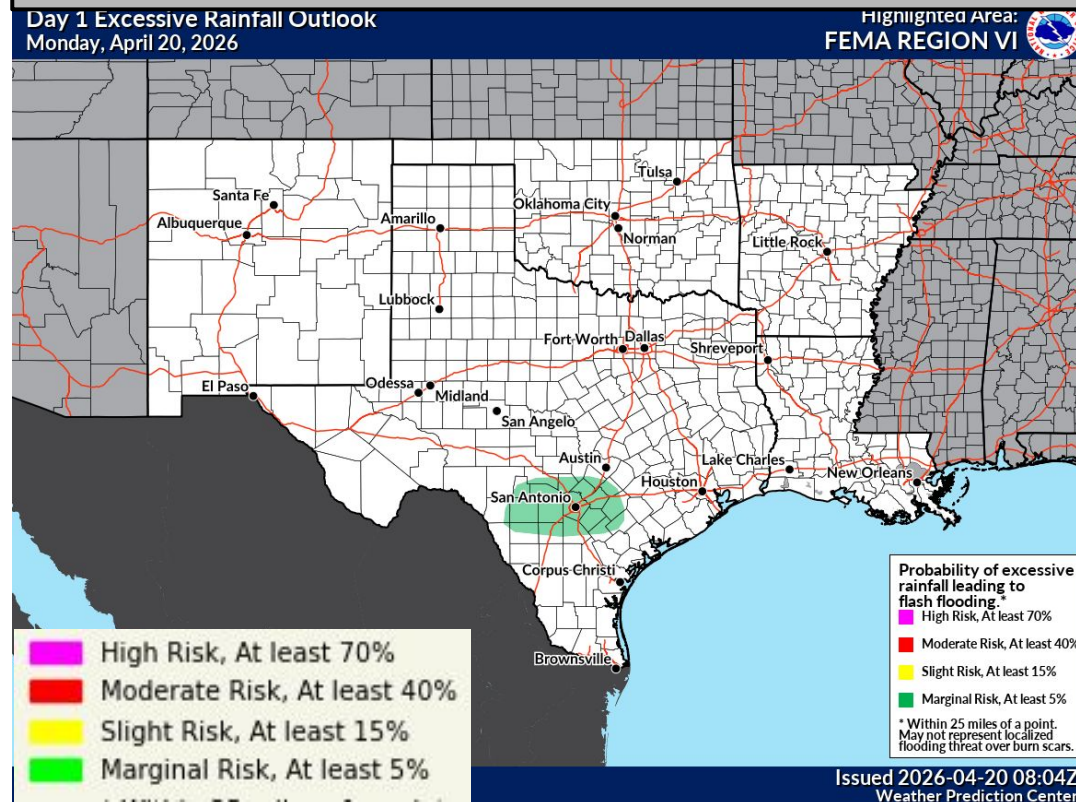 Day 1 Excessive Rainfall Outlook
Monday, April 20, 2026
Highlighted Area:
FEMA REGION VI
Santa Fe
Albuquerque
Amarillo
Tulsa
Oklahoma City
Norman
Little Rock
Lubbock
Fort Worth
Dallas
Shreveport
El Paso
Odessa
Midland
San Angelo
Austin
Houston
Lake Charles
New Orleans
San Antonio
Corpus Christi
Brownsville
Probability of excessive
rainfall leading to
flash flooding.*
High Risk, At least 70%
Moderate Risk, At least 40%
Slight Risk, At least 15%
Marginal Risk, At least 5%
* Within 25 miles of a point.
May not represent localized
flooding threat over burn scars.
High Risk, At least 70%
Moderate Risk, At least 40%
Slight Risk, At least 15%
Marginal Risk, At least 5%
Issued 2026-04-20 08:04Z
Weather Prediction Center